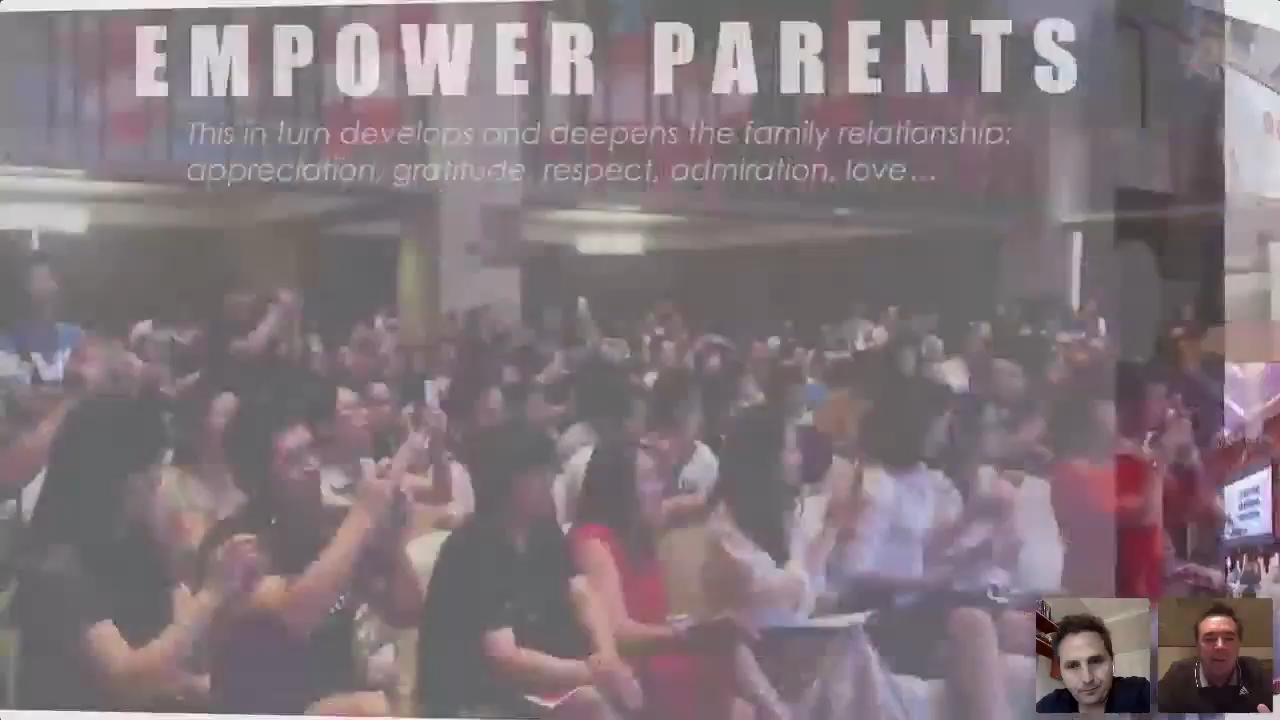 EMPOWER PARENTS
This in turn develops and deepens the family relationship:
appreciation, gratitude, respect, admiration, love...